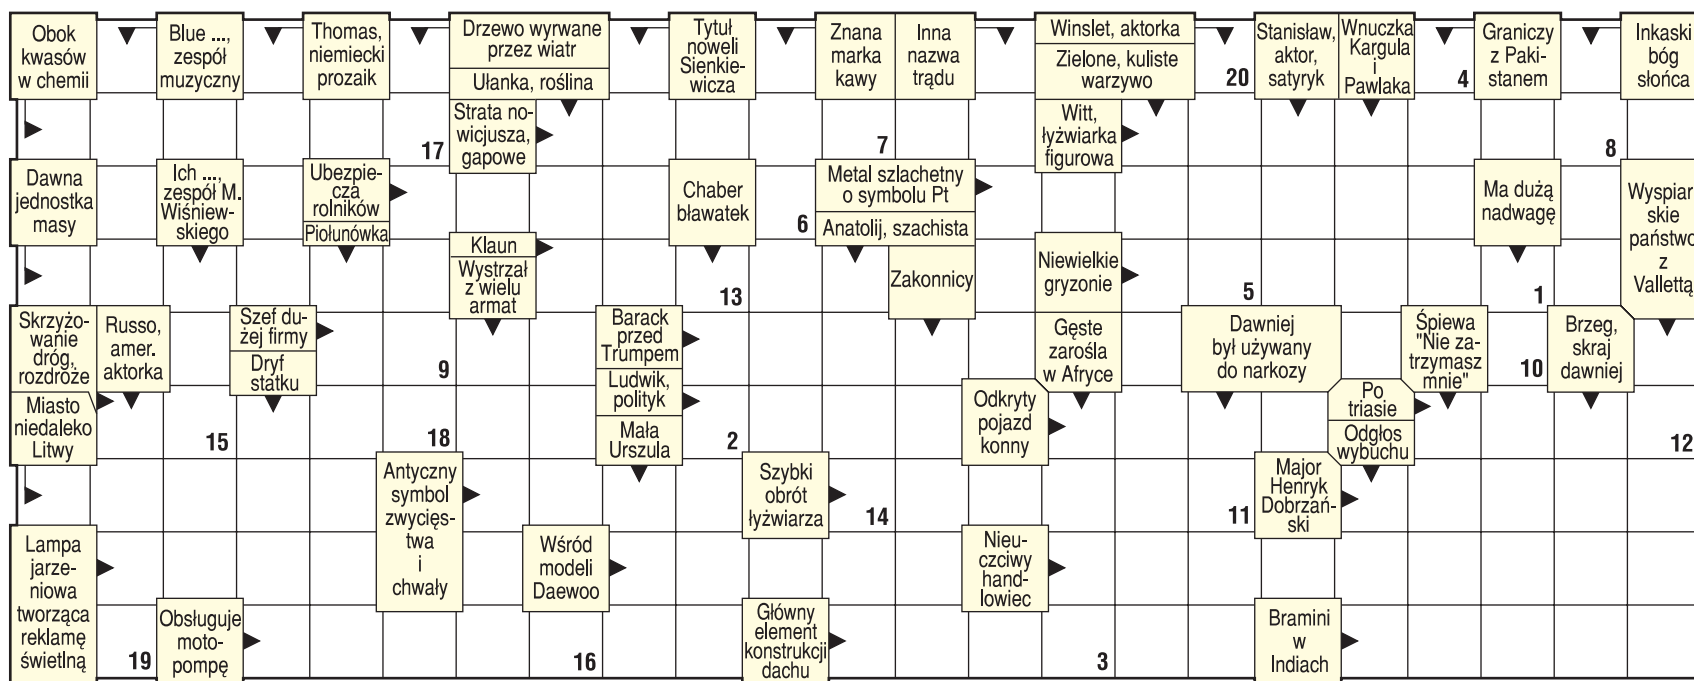 Obok
kwasów
w chemii
Blue ...,
zespół
muzyczny
Thomas,
niemiecki
prozaik
Drzewo wyrwane
przez wiatr
Ułanka, roślina
Tytuł
noweli
Sienkie-
wicza
Znana
marka
kawy
Inna
nazwa
trądu
Winslet, aktorka
Zielone, kuliste
warzywo
20
Stanisław,
aktor,
satyryk
Wnuczka
Kargula
i
Pawlaka
4
Graniczy
z Paki-
stanem
Inkaski
bóg
słońca
17
Strata no-
wicjusza,
gapowe
7
Witt,
łyżwiarka
figurowa
8
Dawna
jednostka
masy
Ich ...,
zespół M.
Wiśniew-
skiego
Ubezpie-
cza
rolników
Piołunówka
Chaber
bławatek
6
Metal szlachetny
o symbolu Pt
Anatolij, szachista
Ma dużą
nadwagę
Wyspiar-
skie
państwo
z
Vallettą
Klaun
Wystrzał
z wielu
armat
13
Zakonnicy
Niewielkie
gryzonie
5
1
Skrzyżo-
wanie
dróg,
rozdroże
Russo,
amer.
aktorka
Szef du-
żej firmy
Dryf
statku
9
Barack
przed
Trumpem
Ludwik,
polityk
Mała
Urszula
Gęste
zarośla
w Afryce
Dawniej
był używany
do narkozy
Śpiewa
"Nie za-
trzymasz
mnie"
10
Brzeg,
skraj
dawniej
Miasto
niedaleko
Litwy
15
18
2
Odkryty
pojazd
konny
Po
triasie
Odgłos
wybuchu
12
Antyczny
symbol
zwycięs-
twa
i
chwały
Szybki
obrót
łyżwiarza
14
11
Major
Henryk
Dobrzań-
ski
Lampa
jarze-
niowa
tworząca
reklamę
świetlną
Wśród
modeli
Daewoo
Nieu-
czciwy
hand-
lowiec
19
Obsługuje
moto-
pompę
16
Główny
element
konstrukcji
dachu
3
Bramini
w
Indiach